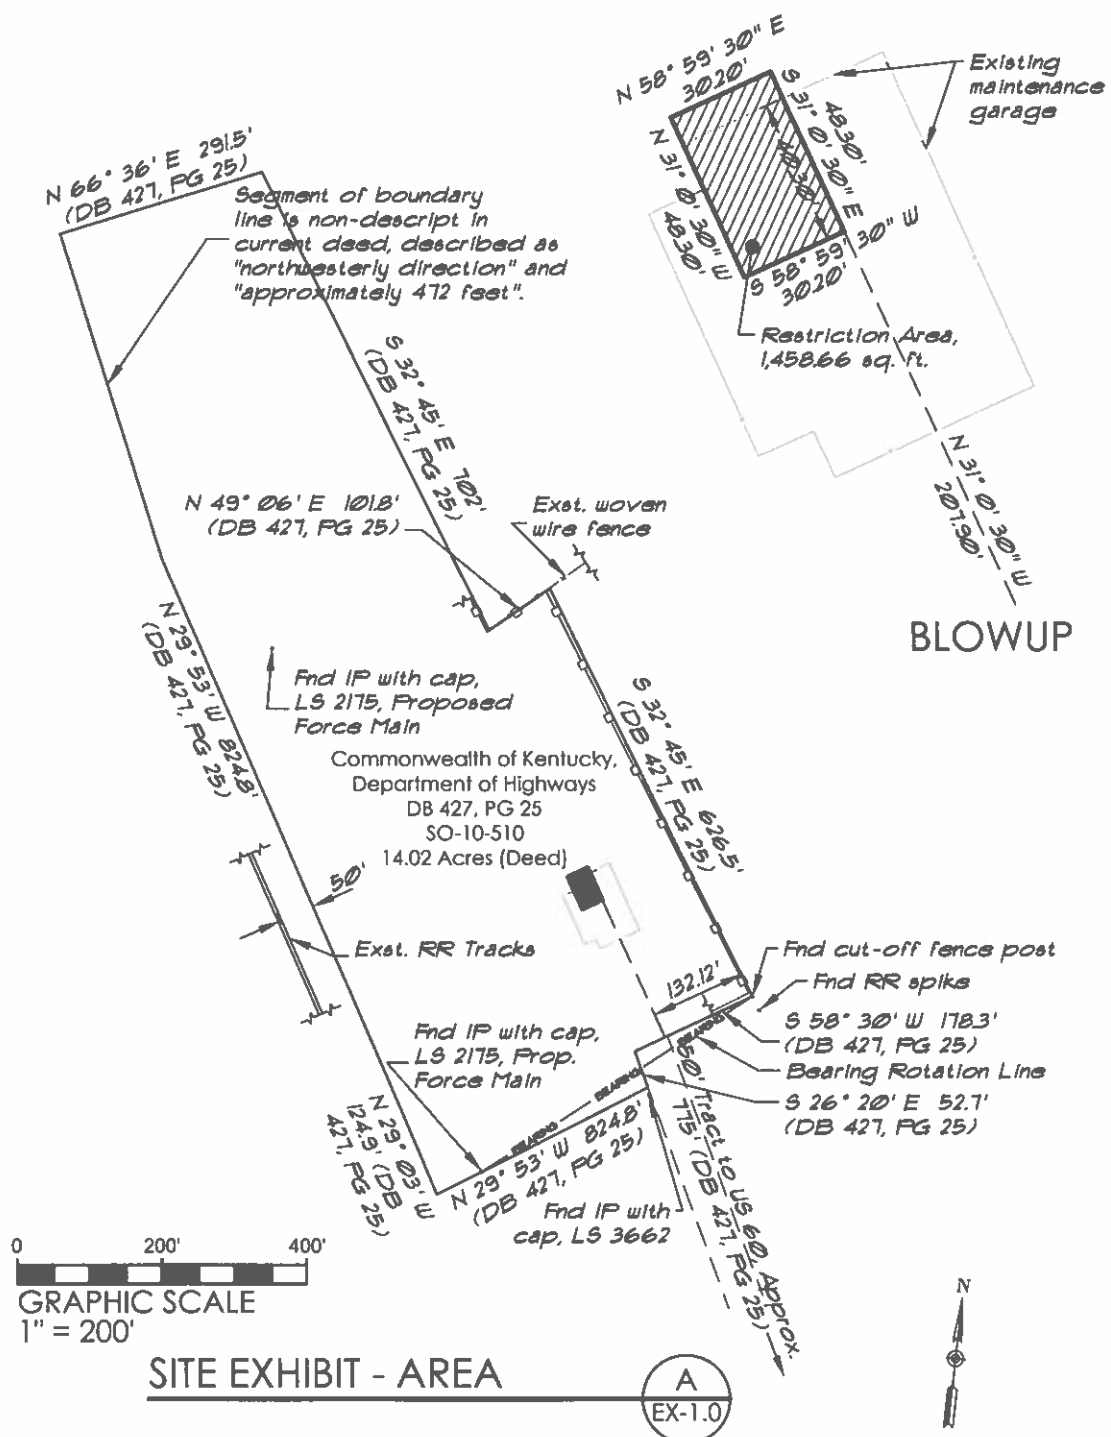 N 58° 59' 30" E
30.20'
S 31° 0' 30" E
48.30'
40.30'
N 31° 0' 30" W
48.30'
S 58° 59' 30" W
30.20'
Existing
maintenance
garage
Restriction Area,
1,458.66 sq. ft.
N 31° 0' 30" W
207.90'
BLOWUP
N 66° 36' E 291.5'
(DB 427, PG 25)
Segment of boundary
line is non-descript in
current deed, described as
"northwesterly direction" and
"approximately 472 feet".
S 32° 45' E 702'
(DB 427, PG 25)
N 49° 06' E 101.8'
(DB 427, PG 25)
Exst. woven
wire fence
N 29° 53' W 824.8'
(DB 427, PG 25)
Fnd IP with cap,
LS 2175, Proposed
Force Main
S 32° 45' E 626.5'
(DB 427, PG 25)
Commonwealth of Kentucky,
Department of Highways
DB 427, PG 25
SO-10-510
14.02 Acres (Deed)
50'
Exst. RR Tracks
132.12'
Fnd cut-off fence post
Fnd RR spike
S 58° 30' W 178.3'
(DB 427, PG 25)
Bearing Rotation Line
S 26° 20' E 52.7'
(DB 427, PG 25)
Fnd IP with cap,
LS 2175, Prop.
Force Main
BEARING
BEARING
BEARING
N 29° 03' W
124.9' (DB
427, PG 25)
N 29° 53' W 824.8'
(DB 427, PG 25)
Fnd IP with
cap, LS 3662
50' Tract to US 60, Approx.
775' (DB 427, PG 25)
0 200' 400'
GRAPHIC SCALE
1" = 200'
SITE EXHIBIT - AREA
A
EX-1.0
N